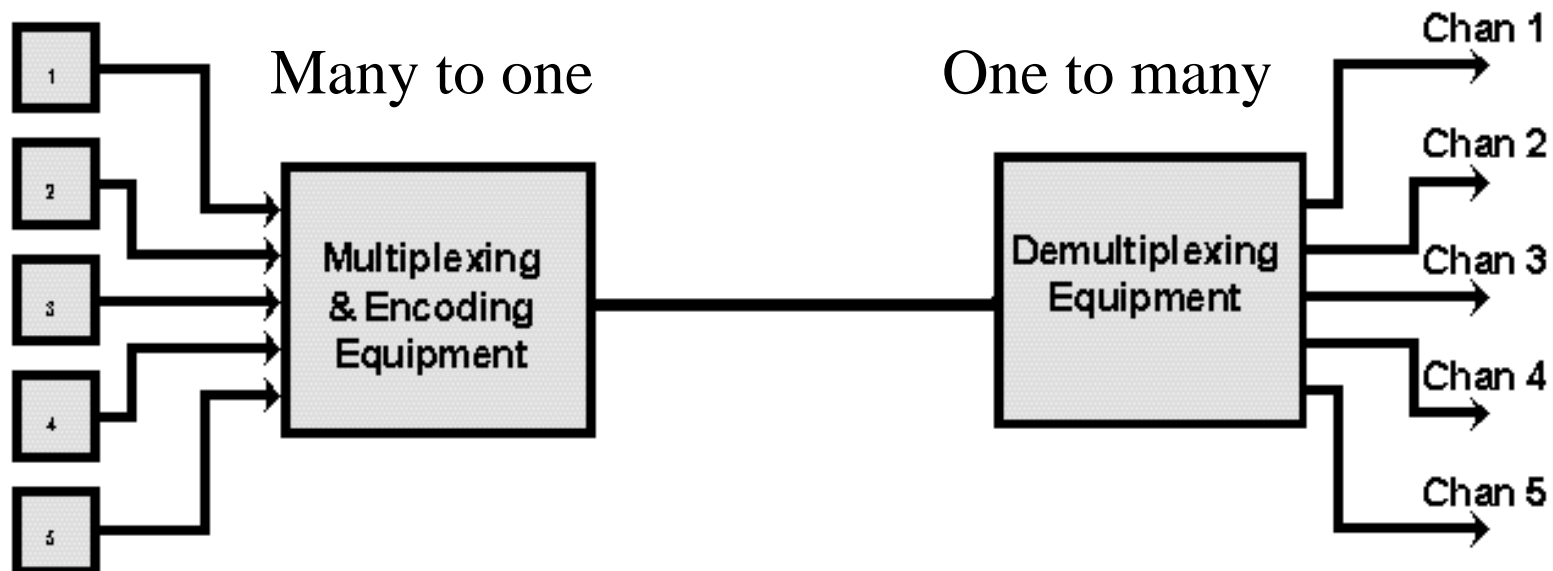 1
2
3
4
5
Many to one
Multiplexing
& Encoding
Equipment
One to many
Demultiplexing
Equipment
Chan 1
Chan 2
Chan 3
Chan 4
Chan 5